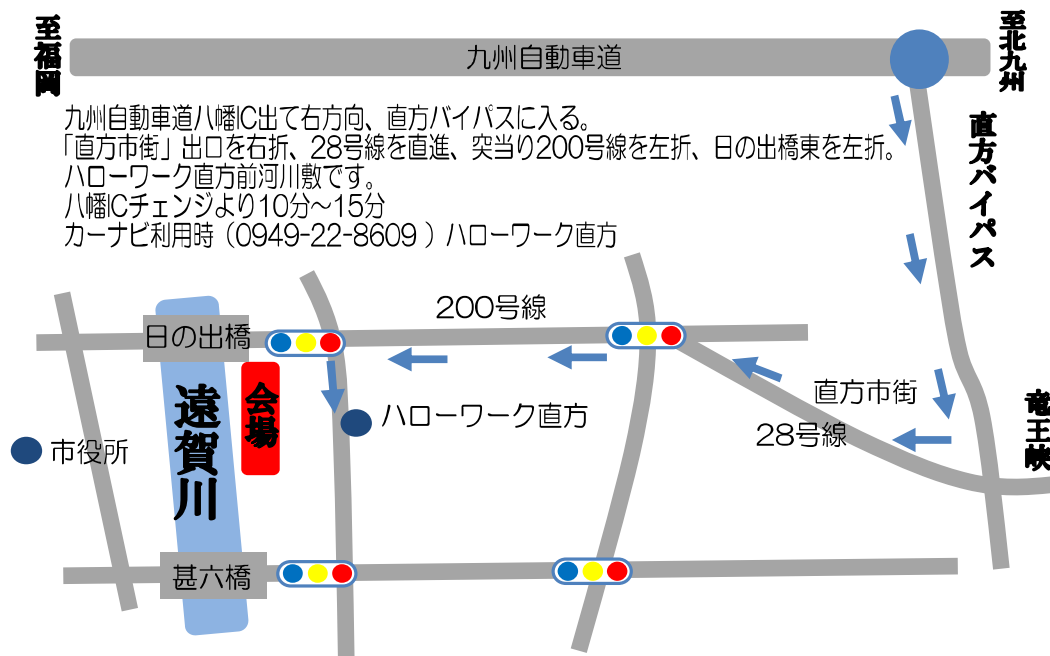 至福岡
九州自動車道
至北九州
九州自動車道八幡IC出て右方向、直方バイパスに入る。
「直方市街」出口を右折、28号線を直進、突当り200号線を左折、日の出橋東を左折。
ハローワーク直方前河川敷です。
八幡ICチェンジより10分～15分
カーナビ利用時（0949-22-8609 ）ハローワーク直方
直方バイパス
200号線
日の出橋
会場
遠賀川
ハローワーク直方
直方市街
28号線
竜王峡
市役所
甚六橋